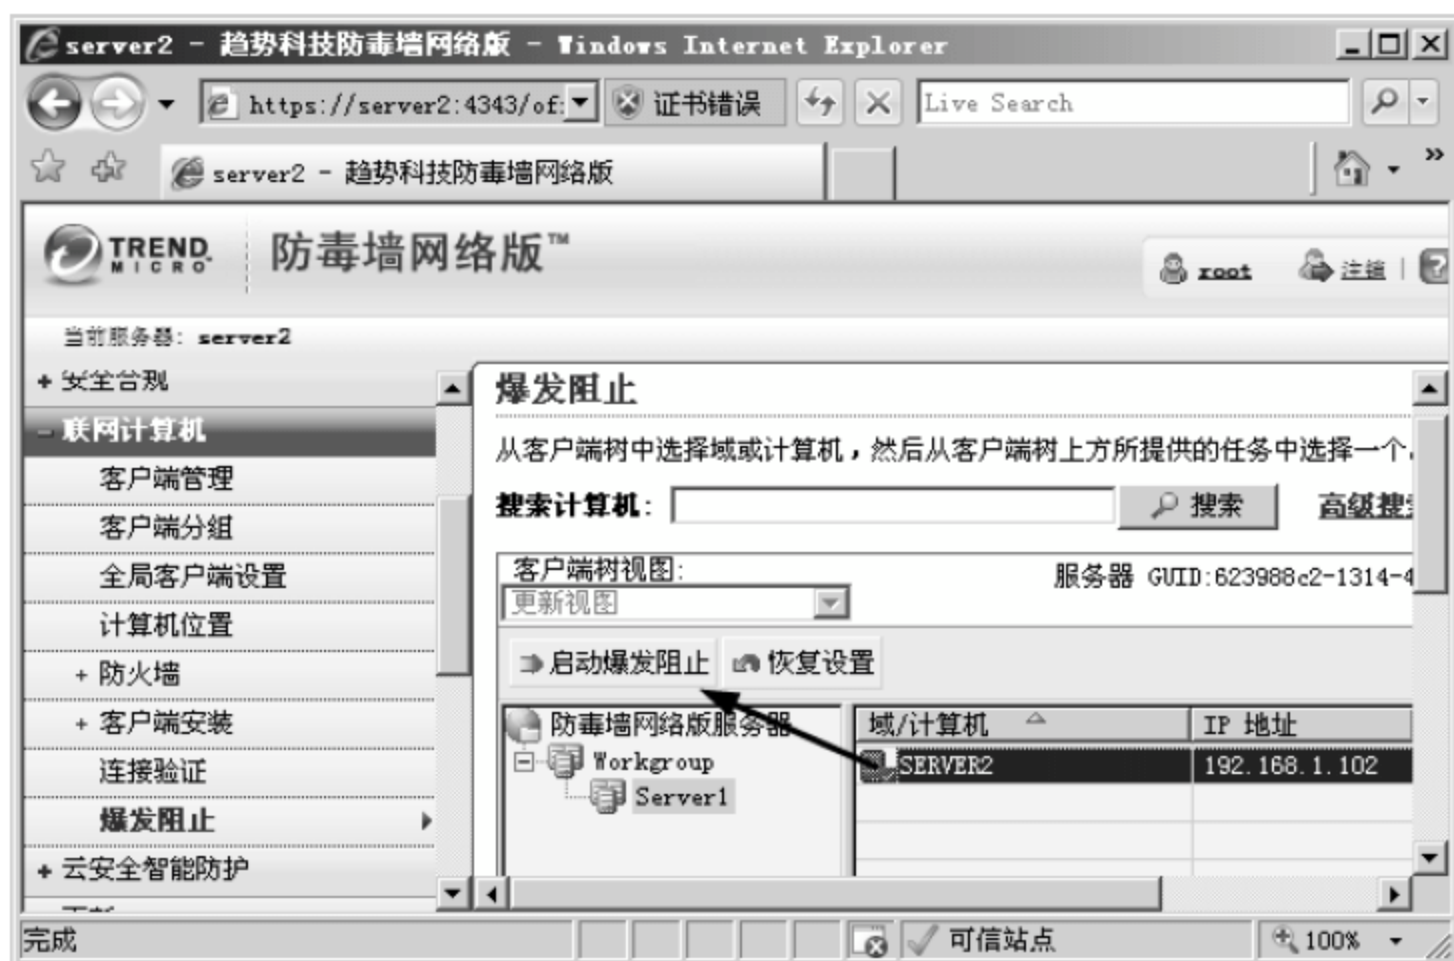 server2 - 趋势科技防毒墙网络版 - Windows Internet Explorer
https://server2:4343/of: 证书错误 Live Search
server2 - 趋势科技防毒墙网络版
TREND MICRO 防毒墙网络版™
root 注销
当前服务器: server2
+ 安全合规
- 联网计算机
客户端管理
客户端分组
全局客户端设置
计算机位置
+ 防火墙
+ 客户端安装
连接验证
爆发阻止
+ 云安全智能防护
爆发阻止
从客户端树中选择域或计算机，然后从客户端树上方所提供的任务中选择一个
搜索计算机: 搜索 高级搜
客户端树视图: 服务器 GUID:623988c2-1314-4
更新视图
启动爆发阻止 恢复设置
防毒墙网络版服务器
Workgroup
Server1
域/计算机 IP 地址
SERVER2 192.168.1.102
完成 可信站点 100%